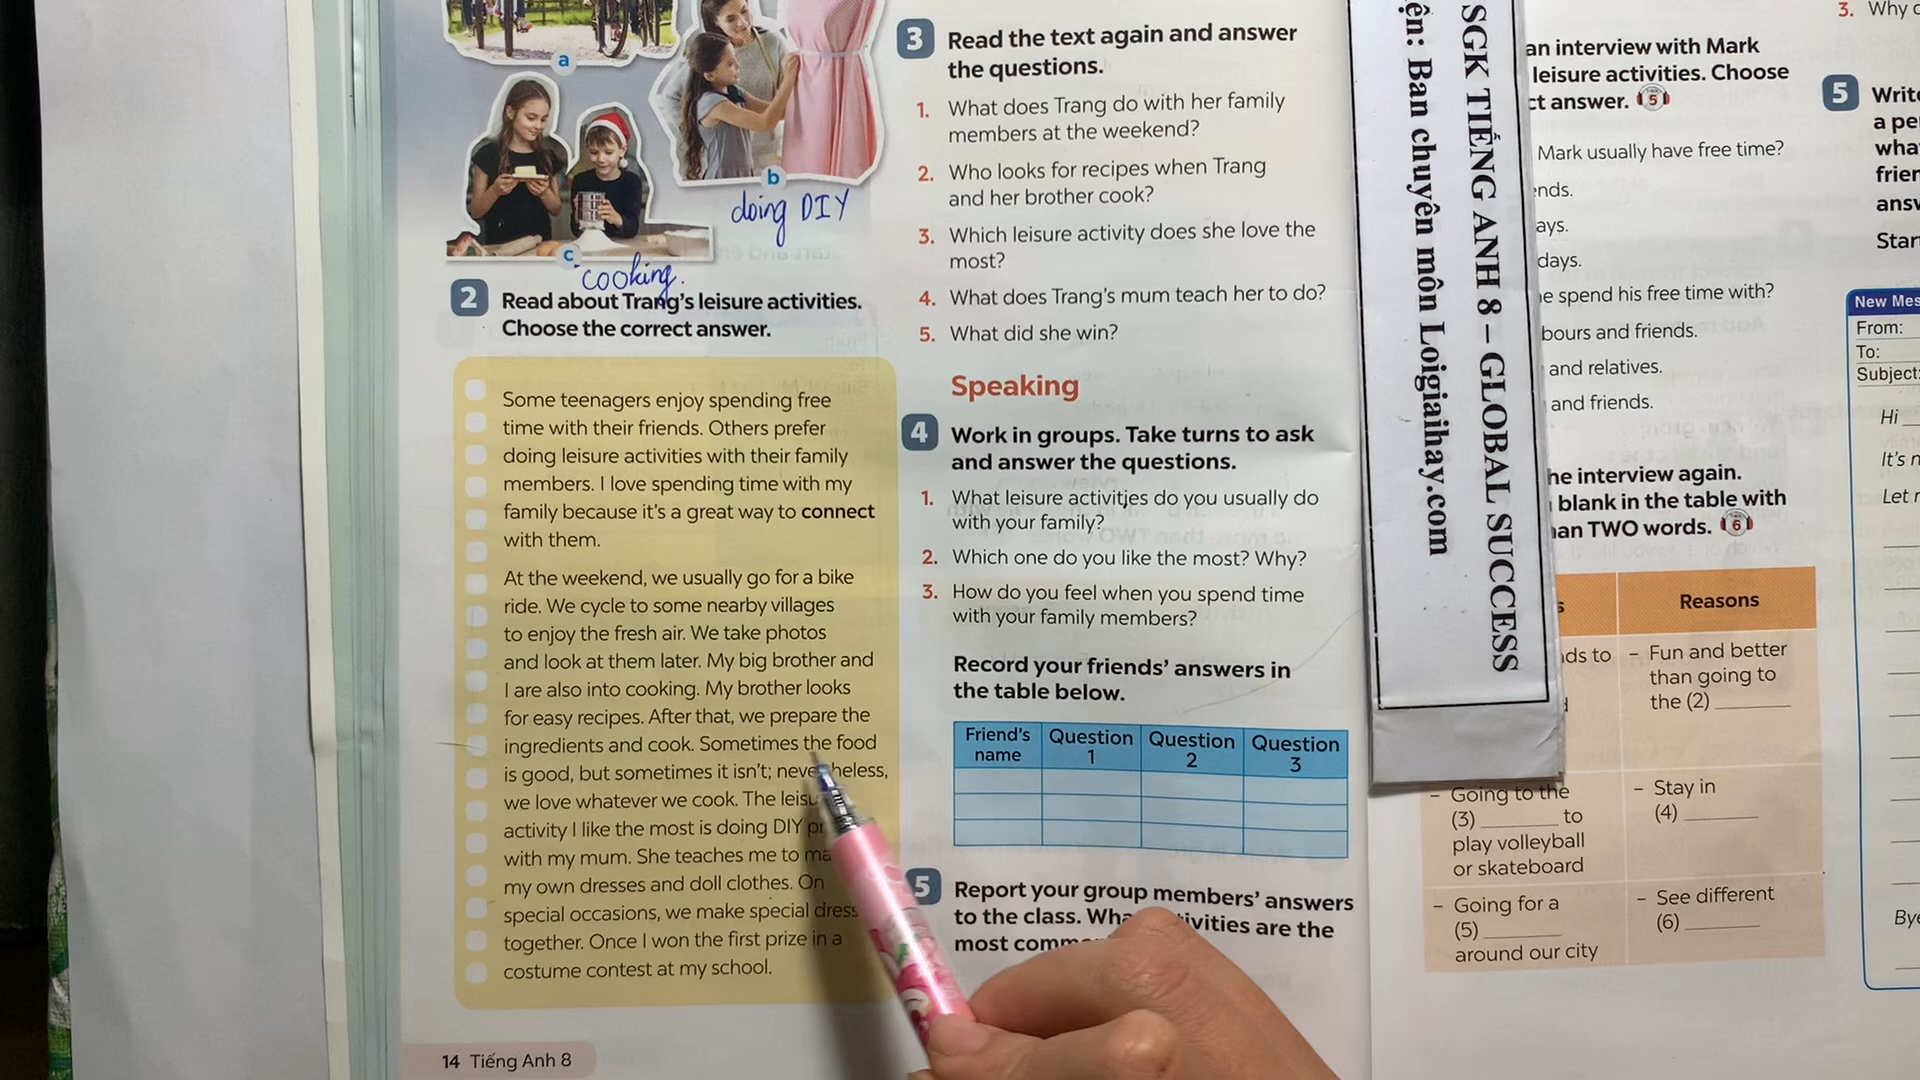 a
b
doing DIY
c
cooking.
2 Read about Trang's leisure activities.
Choose the correct answer.
Some teenagers enjoy spending free
time with their friends. Others prefer
doing leisure activities with their family
members. I love spending time with my
family because it's a great way to connect
with them.
At the weekend, we usually go for a bike
ride. We cycle to some nearby villages
to enjoy the fresh air. We take photos
and look at them later. My big brother and
I are also into cooking. My brother looks
for easy recipes. After that, we prepare the
ingredients and cook. Sometimes the food
is good, but sometimes it isn't; nevertheless,
we love whatever we cook. The
activity I like the most is doing DIY
with my mum. She teaches me to
my own dresses and doll clothes. On
special occasions, we make special
together. Once I won the first prize in a
costume contest at my school.
14 Tiếng Anh 8
3 Read the text again and answer
the questions.
1. What does Trang do with her family
members at the weekend?
2. Who looks for recipes when Trang
and her brother cook?
3. Which leisure activity does she love the
most?
4. What does Trang's mum teach her to do?
5. What did she win?
Speaking
4 Work in groups. Take turns to ask
and answer the questions.
1. What leisure activitjes do you usually do
with your family?
2. Which one do you like the most? Why?
3. How do you feel when you spend time
with your family members?
Record your friends' answers in
the table below.
Friend's name Question 1 Question 2 Question 3
5 Report your group members' answers
to the class. are the
most
SGK TIẾNG ANH 8 – GLOBAL SUCCESS
Ban chuyên môn Loigiaihay.com
an interview with Mark
leisure activities. Choose
answer. 5
Mark usually have free time?
spend his free time with?
and friends.
and relatives.
and friends.
interview again.
blank in the table with
TWO words. 6
Reasons
to – Fun and better
than going to
the (2) ________
– Going to the
(3) ________ to
play volleyball
or skateboard
– Stay in
(4) ________
– Going for a
(5) ________
around our city
– See different
(6) ________
3. Why
5
a
New
From:
To:
Subject:
Hi
It's
Let